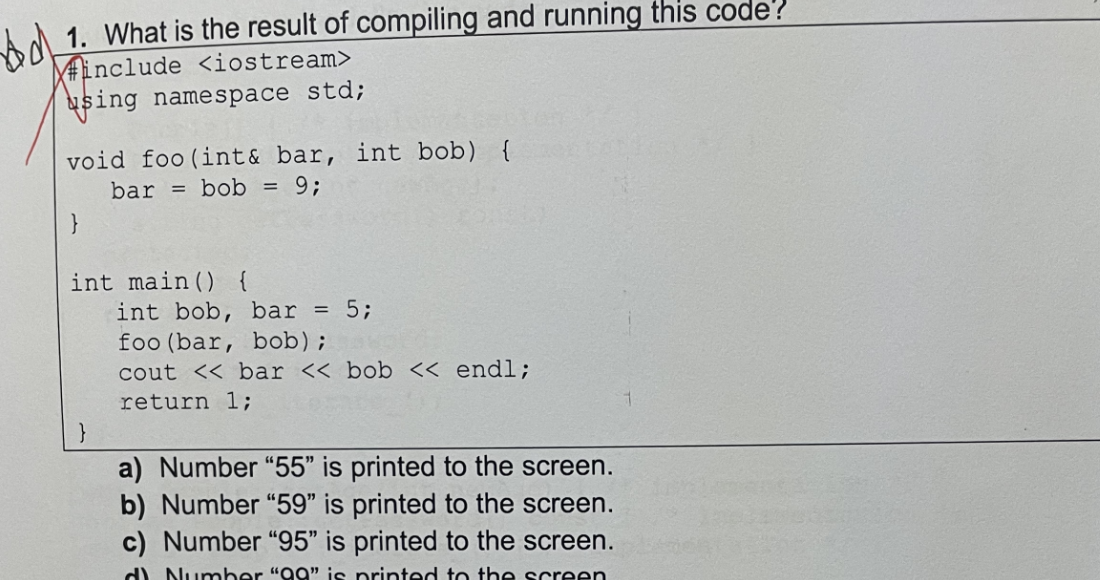 1. What is the result of compiling and running this code?
#include <iostream>
using namespace std;
void foo(int& bar, int bob) {
bar = bob = 9;
}
int main() {
int bob, bar = 5;
foo(bar, bob);
cout << bar << bob << endl;
return 1;
}
a) Number “55” is printed to the screen.
b) Number “59” is printed to the screen.
c) Number “95” is printed to the screen.
d) Number “99” is printed to the screen.